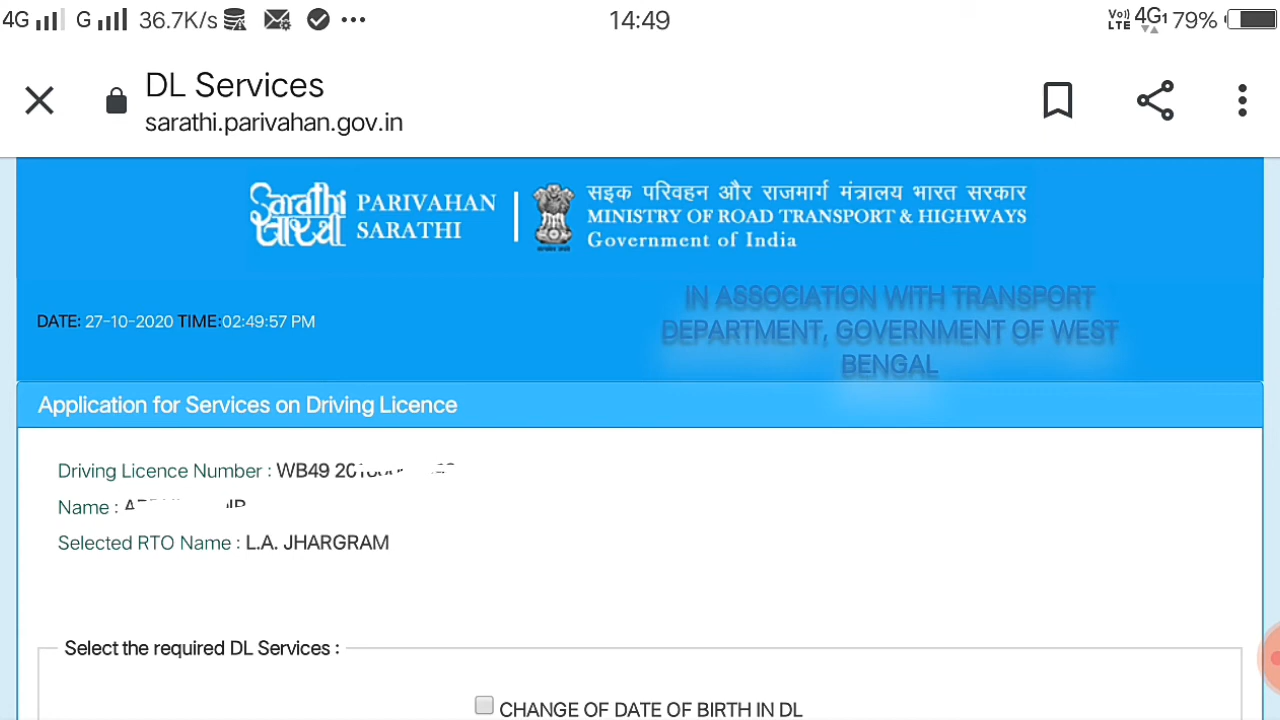 4G G 36.7K/s 14:49 Vo)) LTE 4G1 79%
DL Services
sarathi.parivahan.gov.in
Sarathi सारथी PARIVAHAN SARATHI
सड़क परिवहन और राजमार्ग मंत्रालय भारत सरकार
MINISTRY OF ROAD TRANSPORT & HIGHWAYS
Government of India
DATE: 27-10-2020 TIME:02:49:57 PM
IN ASSOCIATION WITH TRANSPORT
DEPARTMENT, GOVERNMENT OF WEST
BENGAL
Application for Services on Driving Licence
Driving Licence Number : WB49
Name :
Selected RTO Name : L.A. JHARGRAM
Select the required DL Services :
CHANGE OF DATE OF BIRTH IN DL